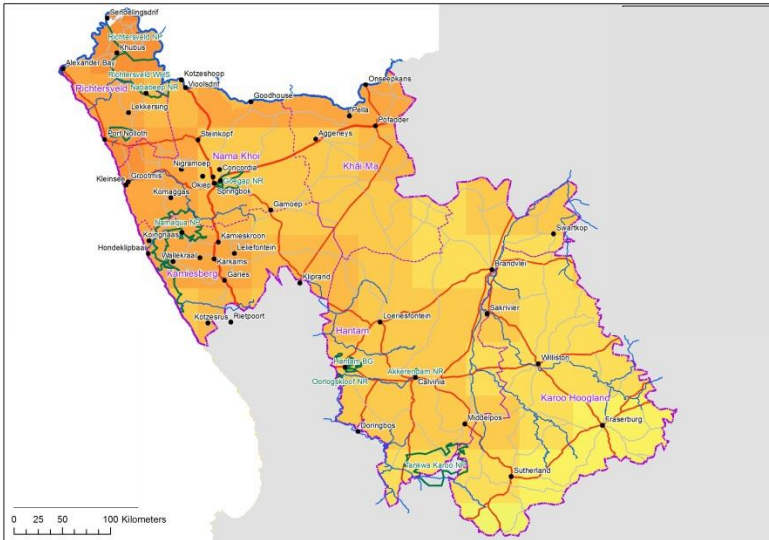 Sendelingsdrif
Richtersveld NP
Khubus
Alexander Bay
Richtersveld WHS
Kotzeshoop
Nababeep NR
Vioolsdrif
Richtersveld
Goodhouse
Onseepkans
Lekkersing
Pella
Pofadder
Port Nolloth
Steinkopf
Aggeneys
Nama Khoi
Khâi-Ma
Nigramoep
Concordia
Kleinsee
Grootmis
Okiep
Goegap NR
Springbok
Komaggas
Gamoep
Namaqua NP
Koingnaas
Kamieskroon
Hondeklipbaai
Leliefontein
Wallekraal
Karkams
Kamiesberg
Garies
Kliprand
Kotzesrus
Rietpoort
Swartkop
Brandvlei
Hantam
Loeriesfontein
Sakrivier
Hantam BG
Akkerendam NR
Oorlogskloof NR
Calvinia
Williston
Karoo Hoogland
Doringbos
Middelpos
Fraserburg
Tankwa Karoo NP
Sutherland
0 25 50 100 Kilometers